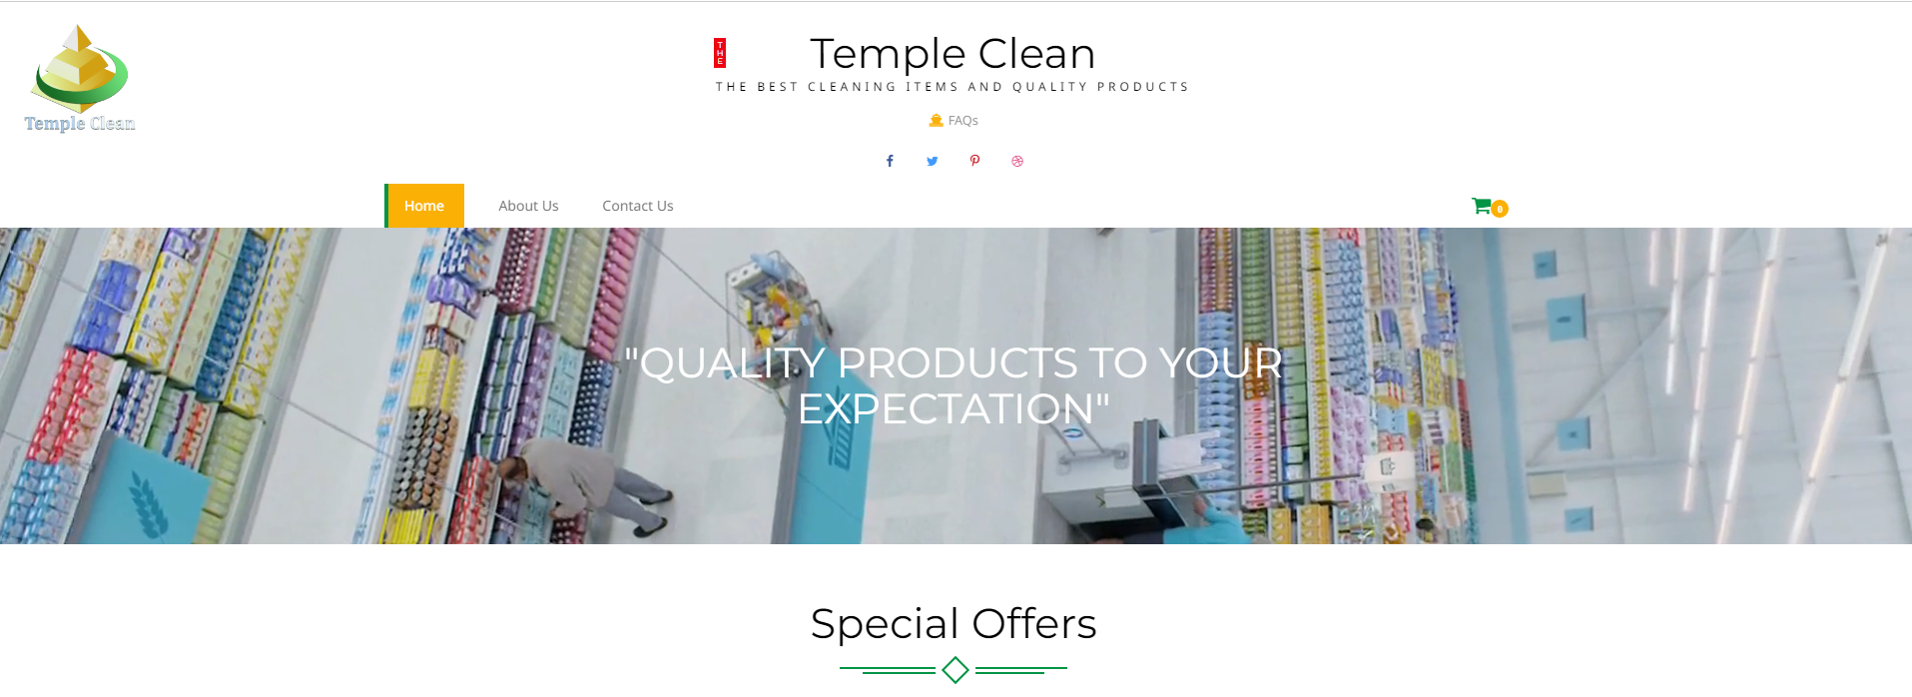 Temple Clean
THE
Temple Clean
THE BEST CLEANING ITEMS AND QUALITY PRODUCTS
FAQs
Home
About Us
Contact Us
0
"QUALITY PRODUCTS TO YOUR
EXPECTATION"
Special Offers